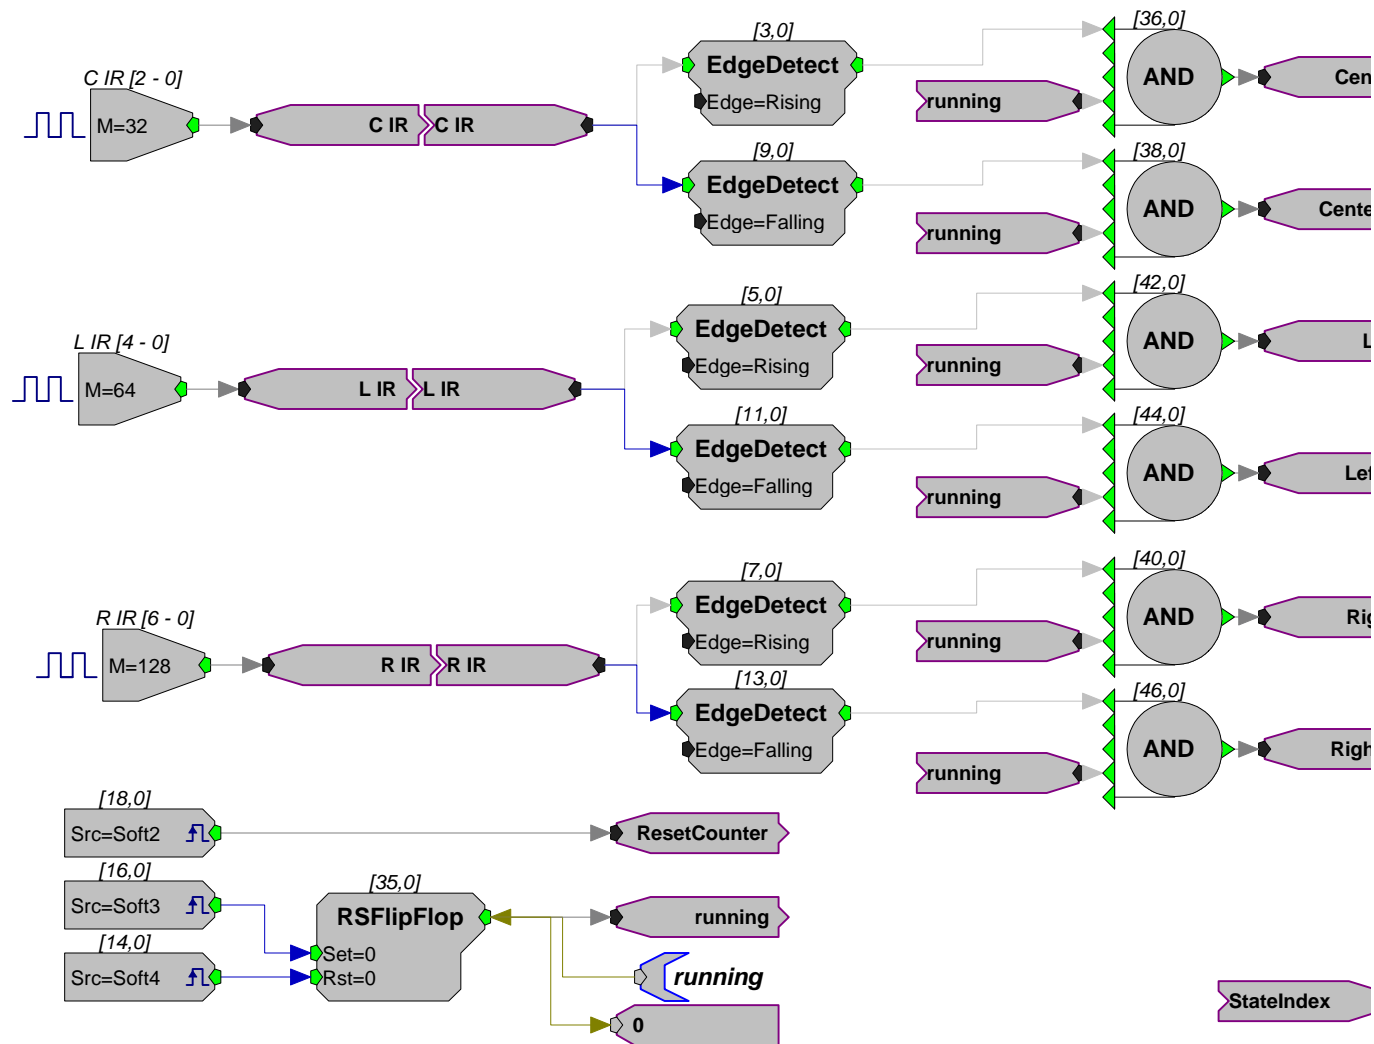 [3,0]
[36,0]
C IR [2 - 0]
EdgeDetect
AND
Cen
M=32
C IR
C IR
Edge=Rising
running
[9,0]
[38,0]
EdgeDetect
AND
Cente
Edge=Falling
running
[5,0]
[42,0]
L IR [4 - 0]
EdgeDetect
AND
L
M=64
L IR
L IR
Edge=Rising
running
[11,0]
[44,0]
EdgeDetect
AND
Lef
Edge=Falling
running
[7,0]
[40,0]
R IR [6 - 0]
EdgeDetect
AND
Rig
M=128
R IR
R IR
Edge=Rising
running
[13,0]
[46,0]
EdgeDetect
AND
Righ
Edge=Falling
running
[18,0]
Src=Soft2
ResetCounter
[16,0]
Src=Soft3
[35,0]
RSFlipFlop
running
[14,0]
Set=0
Src=Soft4
Rst=0
running
0
StateIndex